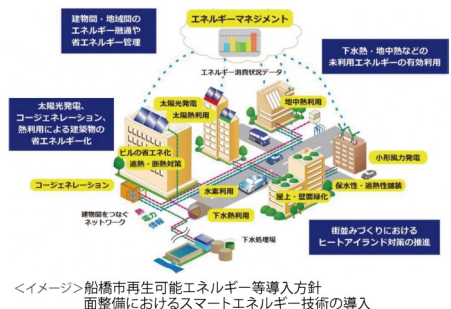 建物間・地域間の
エネルギー融通や
省エネルギー管理
エネルギーマネジメント
エネルギー消費状況データ
下水熱・地中熱などの
未利用エネルギーの有効利用
太陽光発電、
コージェネレーション、
熱利用による建築物の
省エネルギー化
太陽光発電
太陽熱利用
地中熱利用
ビルの省エネ化
遮熱・断熱対策
小形風力発電
コージェネレーション
水素利用
屋上・壁面緑化
保水性・遮熱性舗装
建物間をつなぐ
ネットワーク
熱
電力
情報
下水熱利用
下水処理場
街並みづくりにおける
ヒートアイランド対策の推進
＜イメージ＞船橋市再生可能エネルギー等導入方針
面整備におけるスマートエネルギー技術の導入